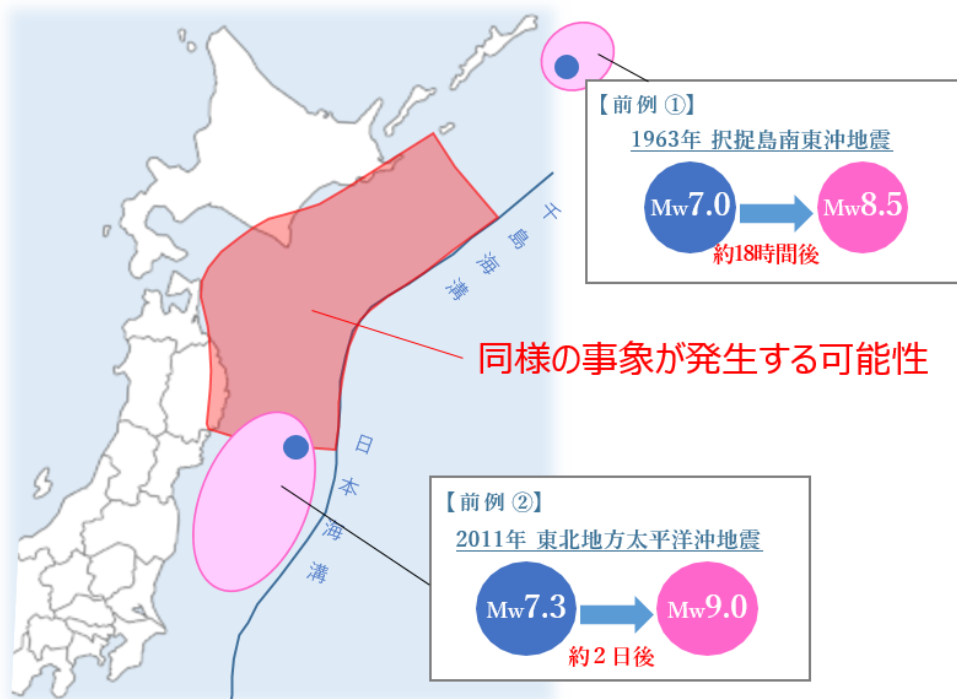 【前例①】
1963年 択捉島南東沖地震
Mw7.0
Mw8.5
約18時間後
千島海溝
同様の事象が発生する可能性
日本海溝
【前例②】
2011年 東北地方太平洋沖地震
Mw7.3
Mw9.0
約2日後